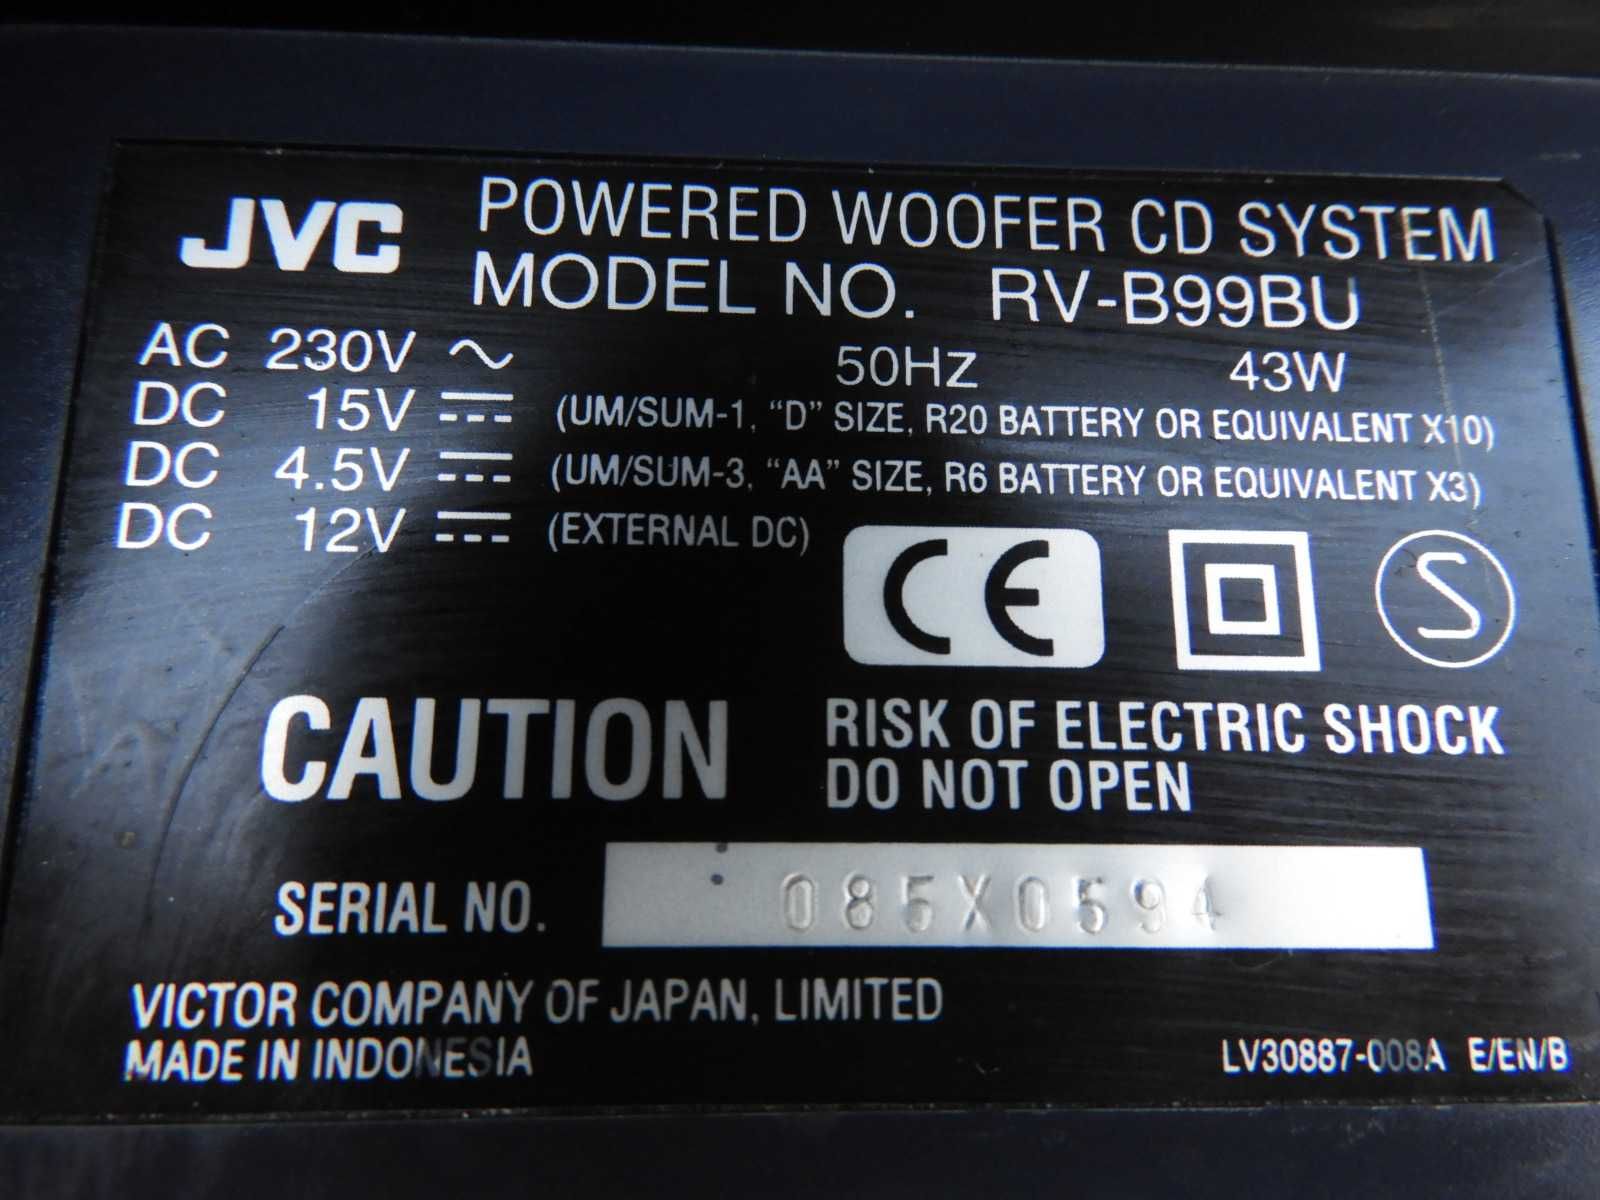 JVC POWERED WOOFER CD SYSTEM
MODEL NO. RV-B99BU
AC 230V ~ 50Hz 43W
DC 15V ⎓ (UM/SUM-1, “D” SIZE, R20 BATTERY OR EQUIVALENT X10)
DC 4.5V ⎓ (UM/SUM-3, “AA” SIZE, R6 BATTERY OR EQUIVALENT X3)
DC 12V ⎓ (EXTERNAL DC)
CE S
CAUTION RISK OF ELECTRIC SHOCK
DO NOT OPEN
SERIAL NO. 085X0594
VICTOR COMPANY OF JAPAN, LIMITED
MADE IN INDONESIA LV30887-008A E/EN/B